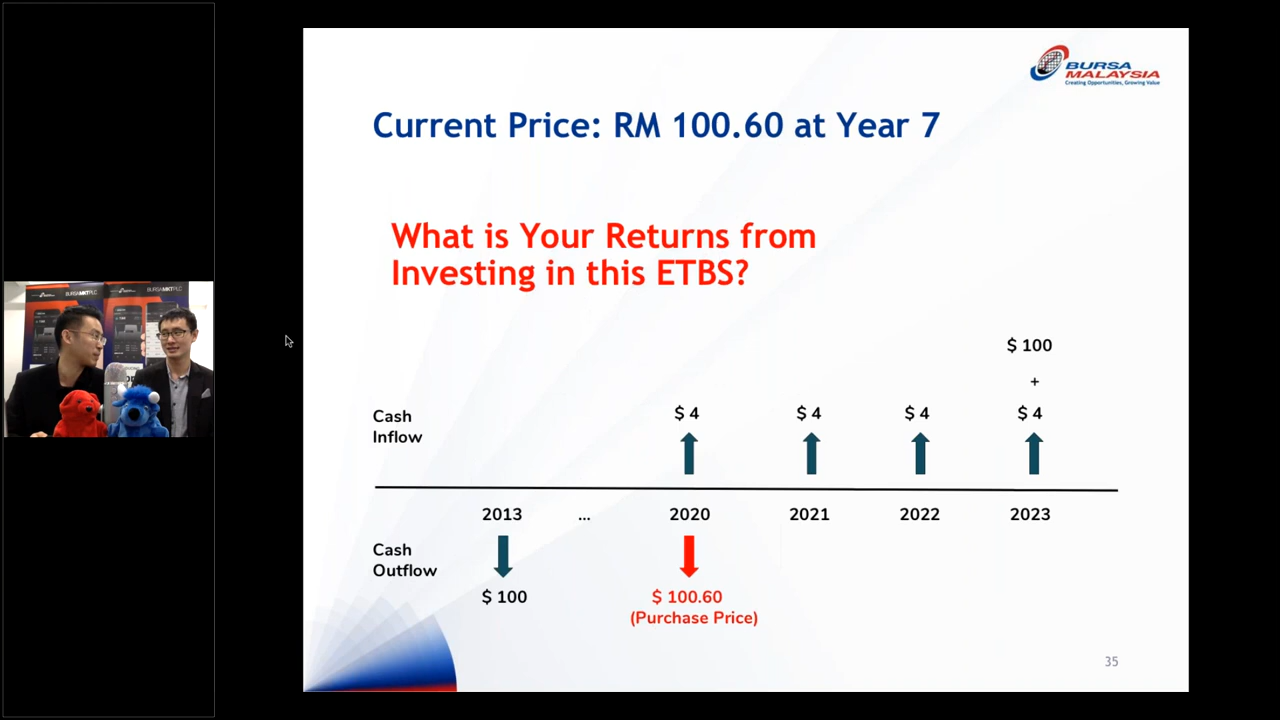 BURSA
MALAYSIA
Creating Opportunities, Growing Value
Current Price: RM 100.60 at Year 7
What is Your Returns from
Investing in this ETBS?
$ 100
+
Cash
Inflow
$ 4
$ 4
$ 4
$ 4
2013
...
2020
2021
2022
2023
Cash
Outflow
$ 100
$ 100.60
(Purchase Price)
35
BURSAMKTPLC
BURSAMKTPLC